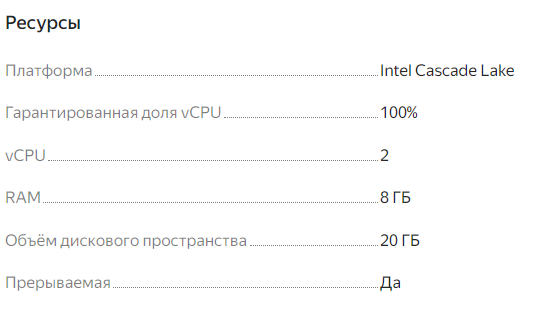 Ресурсы
Платформа Intel Cascade Lake
Гарантированная доля vCPU 100%
vCPU 2
RAM 8 ГБ
Объём дискового пространства 20 ГБ
Прерываемая Да